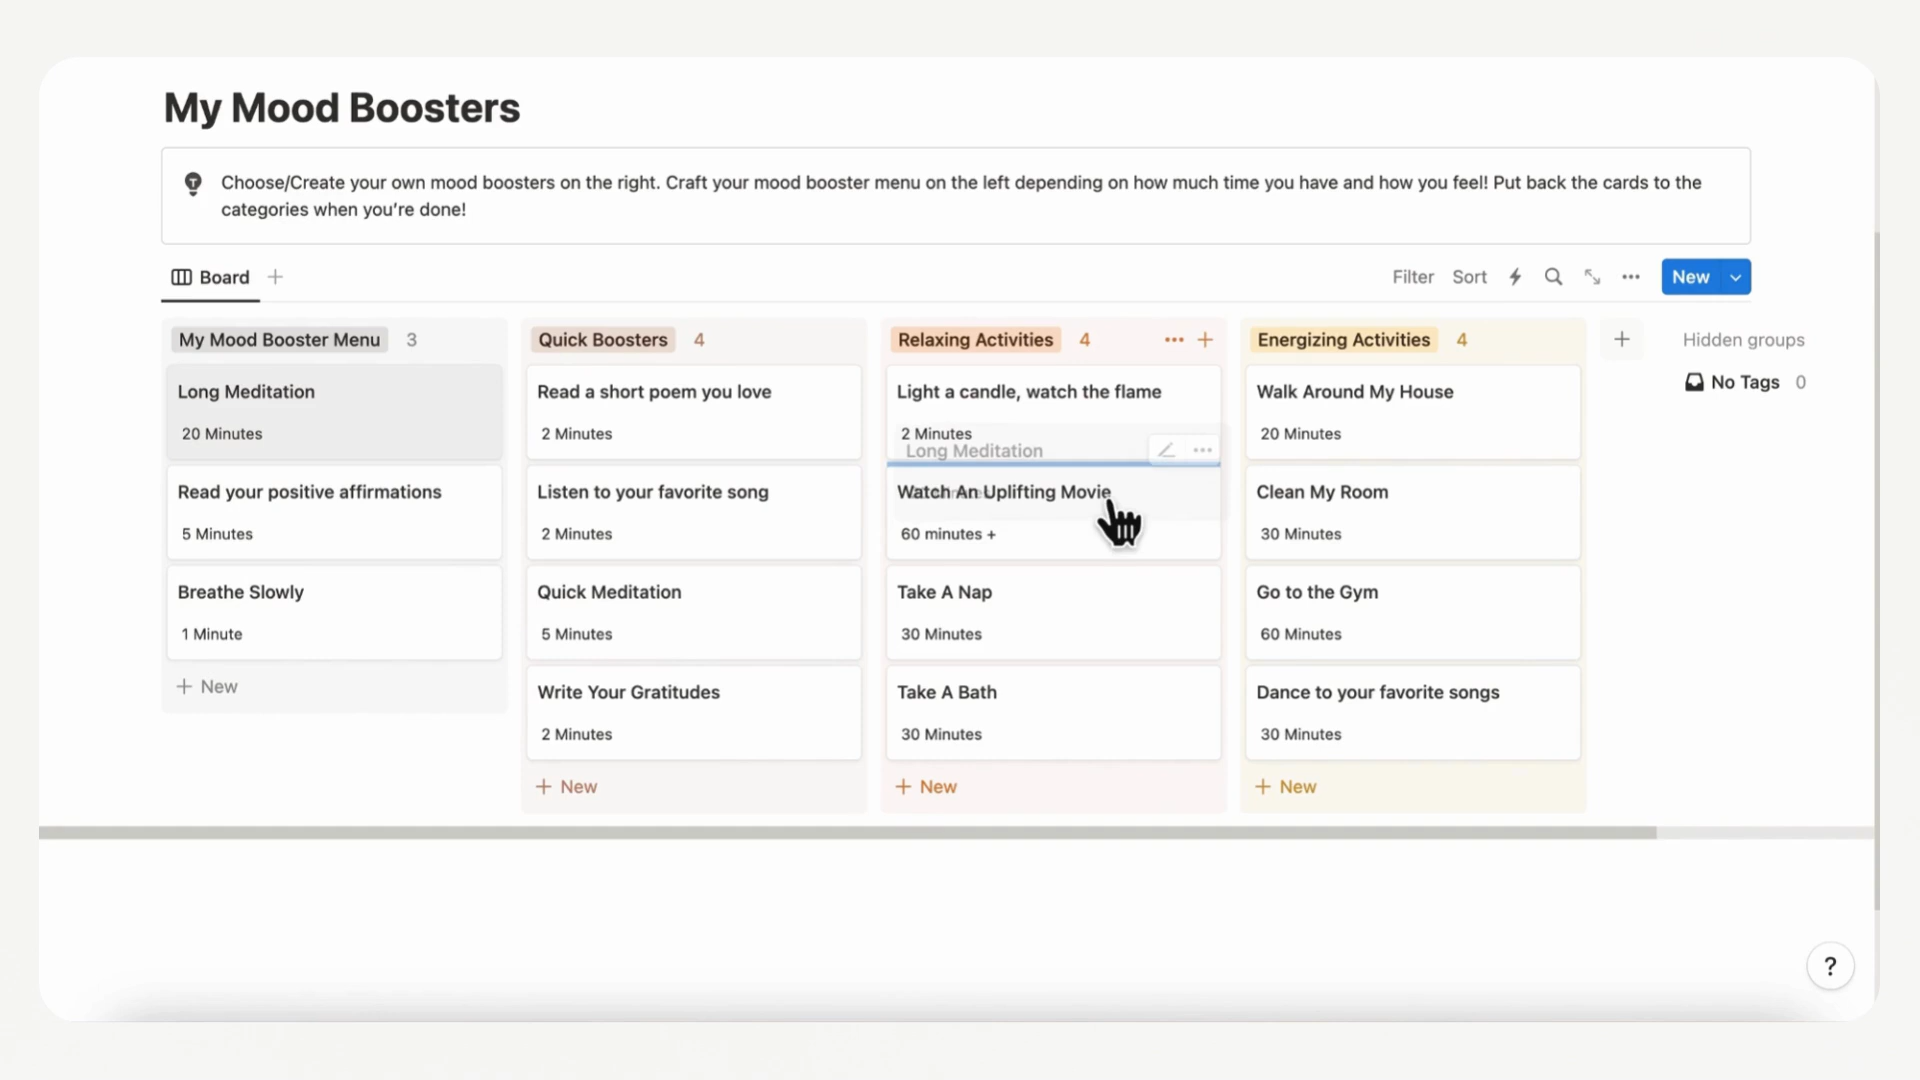 My Mood Boosters
Choose/Create your own mood boosters on the right. Craft your mood booster menu on the left depending on how much time you have and how you feel! Put back the cards to the
categories when you’re done!
Board
Filter Sort New
My Mood Booster Menu 3
Long Meditation
20 Minutes
Read your positive affirmations
5 Minutes
Breathe Slowly
1 Minute
+ New
Quick Boosters 4
Read a short poem you love
2 Minutes
Listen to your favorite song
2 Minutes
Quick Meditation
5 Minutes
Write Your Gratitudes
2 Minutes
+ New
Relaxing Activities 4
Light a candle, watch the flame
2 Minutes
Long Meditation
Watch An Uplifting Movie
60 minutes +
Take A Nap
30 Minutes
Take A Bath
30 Minutes
+ New
Energizing Activities 4
Walk Around My House
20 Minutes
Clean My Room
30 Minutes
Go to the Gym
60 Minutes
Dance to your favorite songs
30 Minutes
+ New
Hidden groups
No Tags 0
?